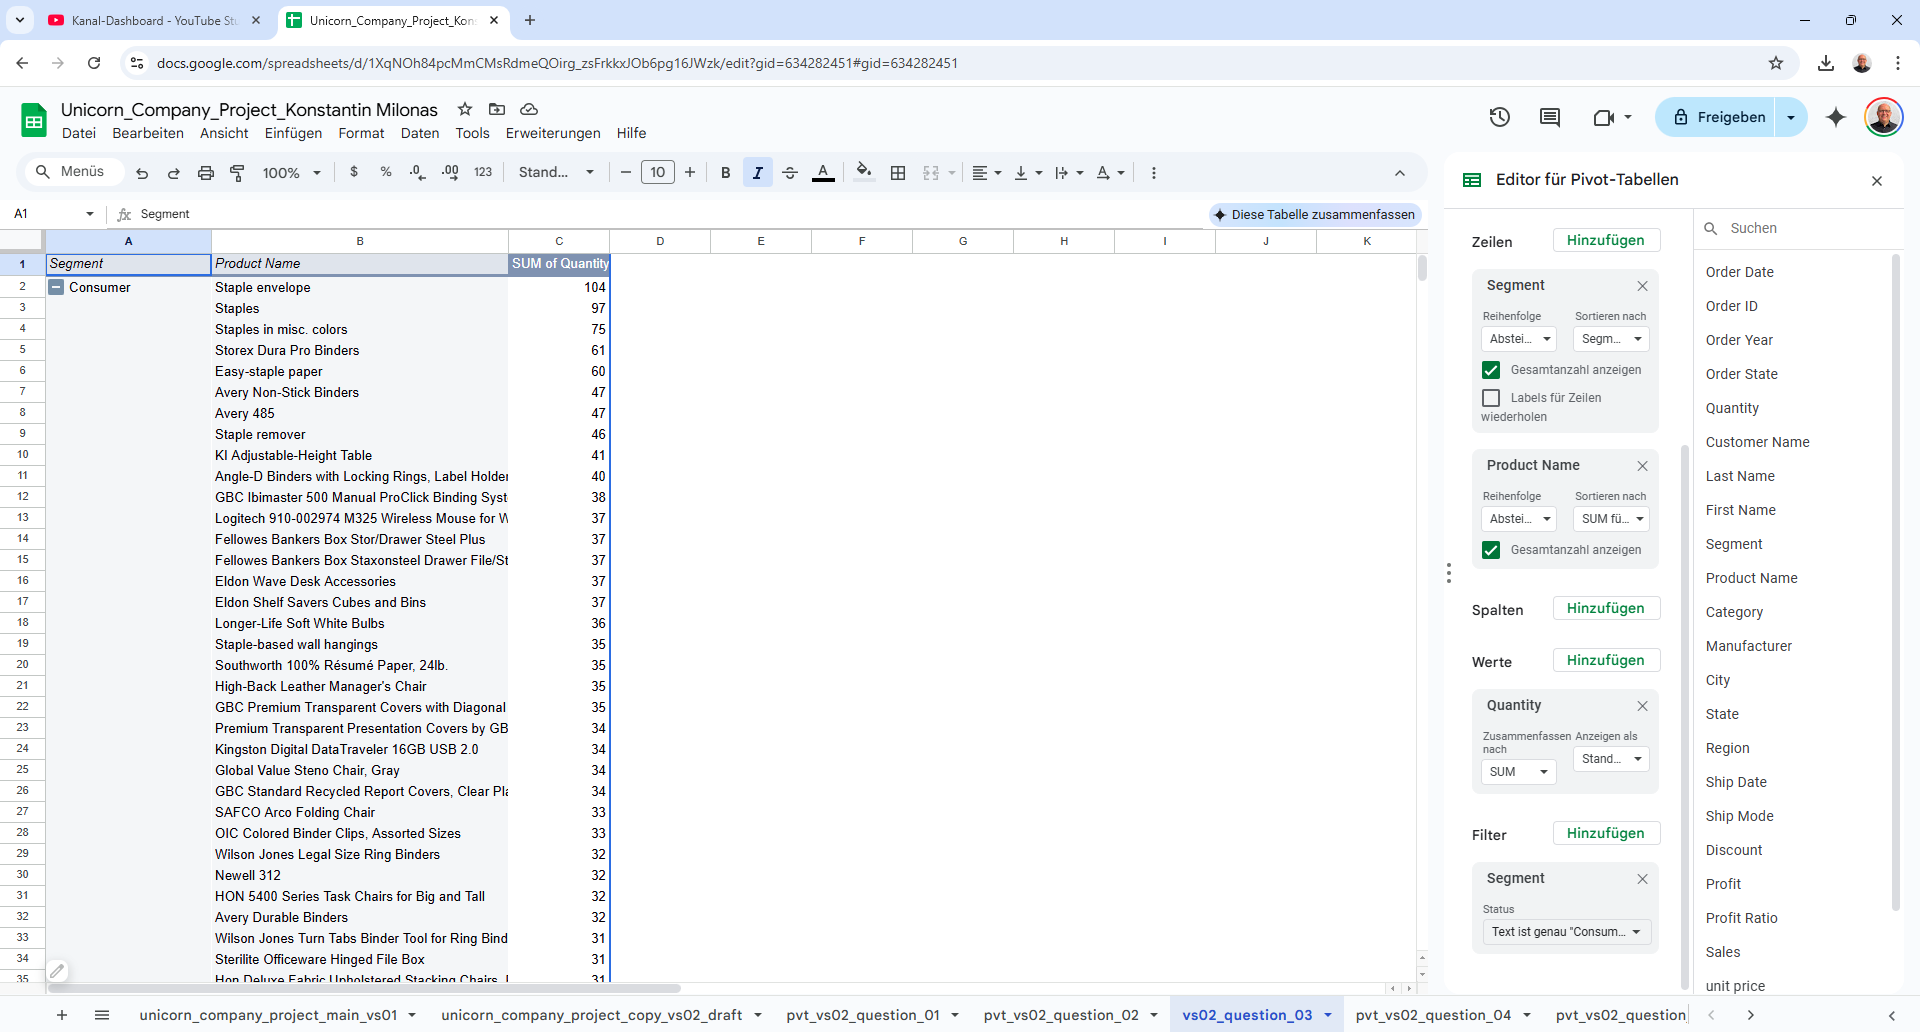 Kanal-Dashboard - YouTube Stu
Unicorn_Company_Project_Kons
docs.google.com/spreadsheets/d/1XqNOh84pcMmCMsRdmeQOirg_zsFrkkxJOb6pg16JWzk/edit?gid=634282451#gid=634282451
Unicorn_Company_Project_Konstantin Milonas
Datei Bearbeiten Ansicht Einfügen Format Daten Tools Erweiterungen Hilfe
Freigeben
Menüs 100% $ % .0 .00 123 Stand... 10 B I A
A1 fx Segment
Diese Tabelle zusammenfassen
A B C D E F G H I J K
1 Segment Product Name SUM of Quantity
2 Consumer Staple envelope 104
3 Staples 97
4 Staples in misc. colors 75
5 Storex Dura Pro Binders 61
6 Easy-staple paper 60
7 Avery Non-Stick Binders 47
8 Avery 485 47
9 Staple remover 46
10 KI Adjustable-Height Table 41
11 Angle-D Binders with Locking Rings, Label Holder 40
12 GBC Ibimaster 500 Manual ProClick Binding Syst 38
13 Logitech 910-002974 M325 Wireless Mouse for W 37
14 Fellowes Bankers Box Stor/Drawer Steel Plus 37
15 Fellowes Bankers Box Staxonsteel Drawer File/St 37
16 Eldon Wave Desk Accessories 37
17 Eldon Shelf Savers Cubes and Bins 37
18 Longer-Life Soft White Bulbs 36
19 Staple-based wall hangings 35
20 Southworth 100% Résumé Paper, 24lb. 35
21 High-Back Leather Manager's Chair 35
22 GBC Premium Transparent Covers with Diagonal 35
23 Premium Transparent Presentation Covers by GB 34
24 Kingston Digital DataTraveler 16GB USB 2.0 34
25 Global Value Steno Chair, Gray 34
26 GBC Standard Recycled Report Covers, Clear Pla 34
27 SAFCO Arco Folding Chair 33
28 OIC Colored Binder Clips, Assorted Sizes 33
29 Wilson Jones Legal Size Ring Binders 32
30 Newell 312 32
31 HON 5400 Series Task Chairs for Big and Tall 32
32 Avery Durable Binders 32
33 Wilson Jones Turn Tabs Binder Tool for Ring Bind 31
34 Sterilite Officeware Hinged File Box 31
35 Hon Deluxe Fabric Upholstered Stacking Chairs, 31
Editor für Pivot-Tabellen
Zeilen Hinzufügen
Segment
Reihenfolge Sortieren nach
Abstei... Segm...
Gesamtanzahl anzeigen
Labels für Zeilen
wiederholen
Product Name
Reihenfolge Sortieren nach
Abstei... SUM fü...
Gesamtanzahl anzeigen
Spalten Hinzufügen
Werte Hinzufügen
Quantity
Zusammenfassen Anzeigen als
nach
SUM Stand...
Filter Hinzufügen
Segment
Status
Text ist genau "Consum...
Suchen
Order Date
Order ID
Order Year
Order State
Quantity
Customer Name
Last Name
First Name
Segment
Product Name
Category
Manufacturer
City
State
Region
Ship Date
Ship Mode
Discount
Profit
Profit Ratio
Sales
unit price
unicorn_company_project_main_vs01 unicorn_company_project_copy_vs02_draft pvt_vs02_question_01 pvt_vs02_question_02 vs02_question_03 pvt_vs02_question_04 pvt_vs02_question